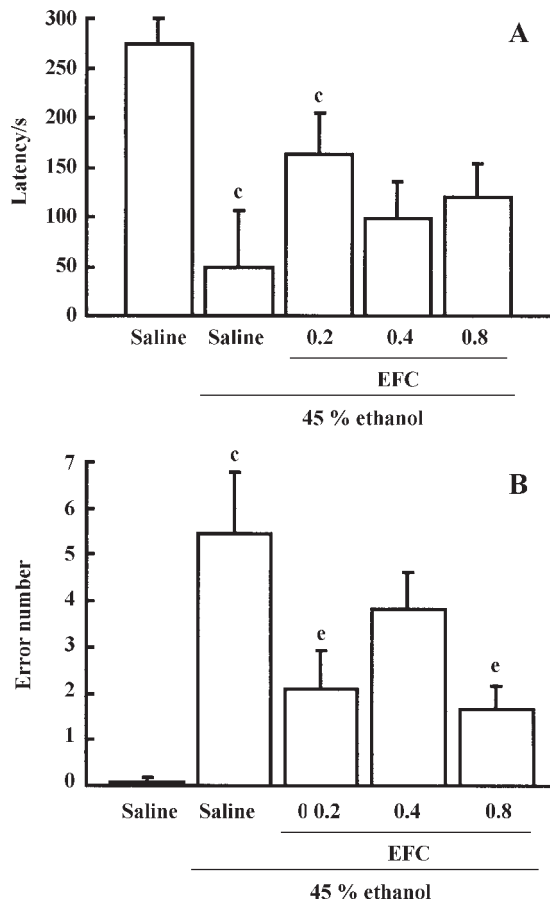 300
A
250
c
200
c
150
100
50
0
Latency/s
Saline Saline 0.2 0.4 0.8
EFC
45 % ethanol
7
c
B
6
5
4
e
3
e
2
1
0
Error number
Saline Saline 0 0.2 0.4 0.8
EFC
45 % ethanol